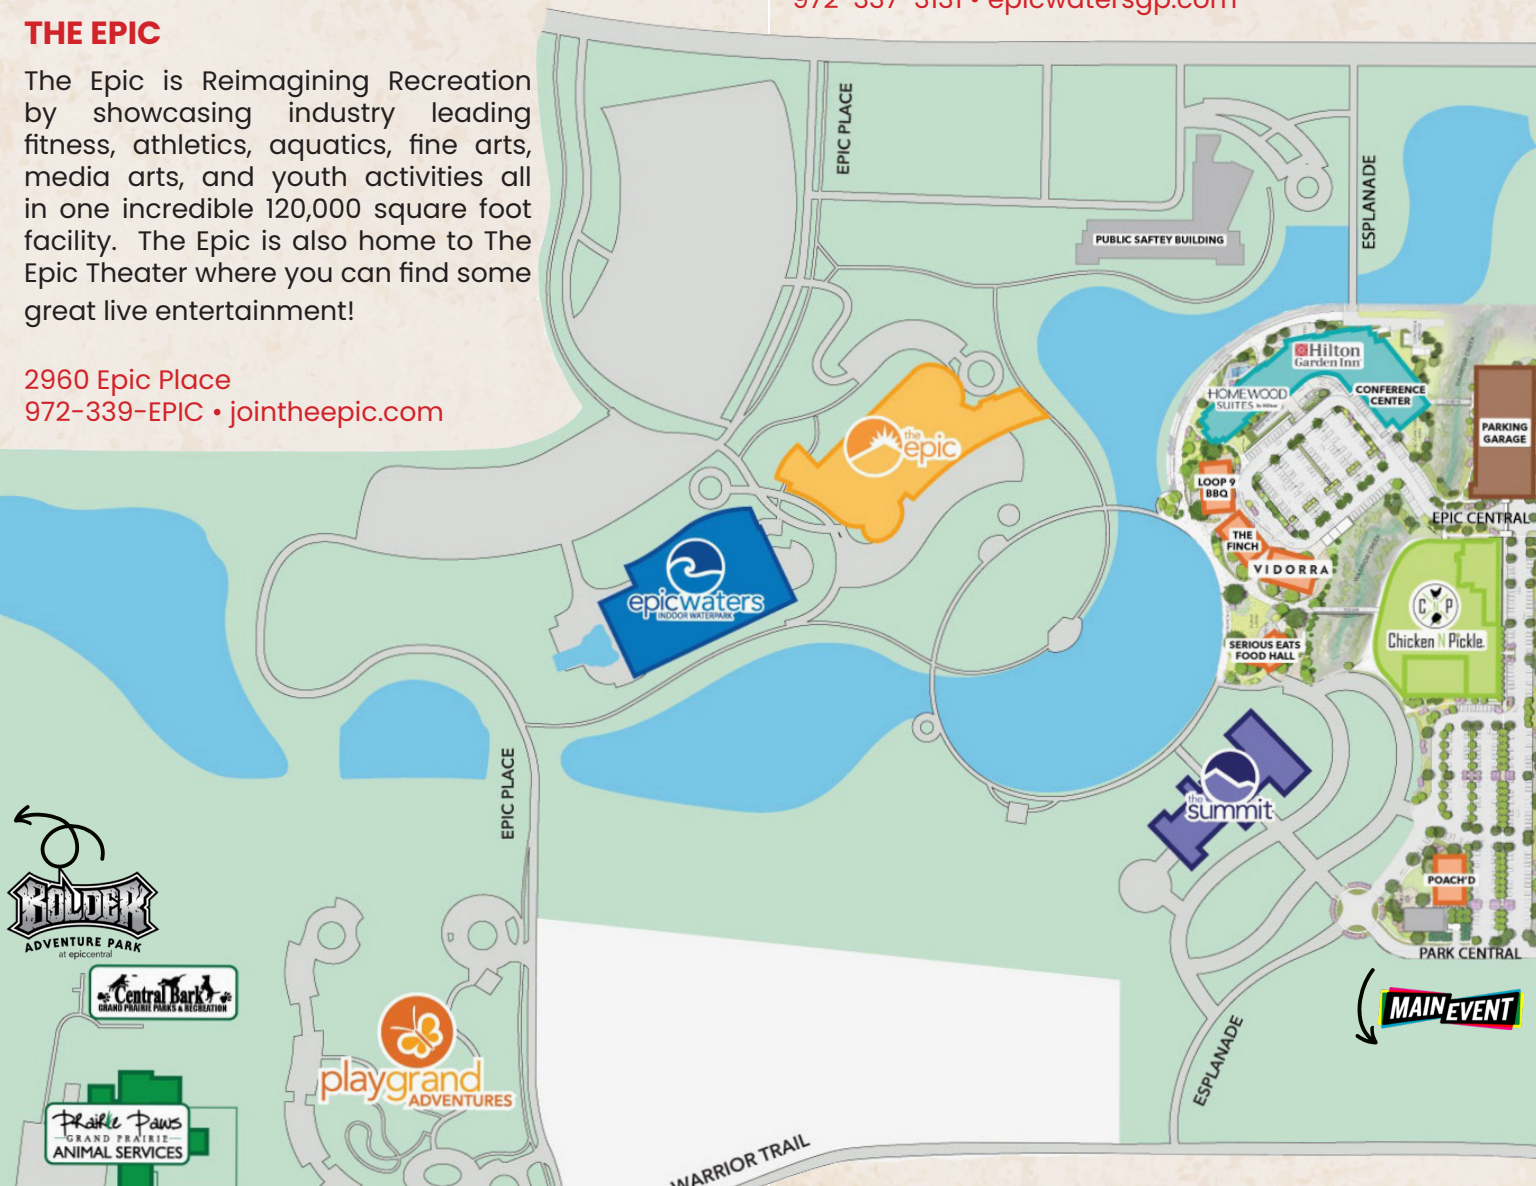 972-337-3131 • epicwatersgp.com
THE EPIC
The Epic is Reimagining Recreation
by showcasing industry leading
fitness, athletics, aquatics, fine arts,
media arts, and youth activities all
in one incredible 120,000 square foot
facility. The Epic is also home to The
Epic Theater where you can find some
great live entertainment!
2960 Epic Place
972-339-EPIC • jointheepic.com
EPIC PLACE
ESPLANADE
PUBLIC SAFTEY BUILDING
Hilton
Garden Inn
HOMEWOOD
SUITES
CONFERENCE
CENTER
PARKING
GARAGE
the
epic
LOOP 9
BBQ
EPIC CENTRAL
THE
FINCH
VIDORRA
C N P
Chicken N Pickle
epicwaters
INDOOR WATERPARK
SERIOUS EATS
FOOD HALL
EPIC PLACE
the
summit
BOLDER
ADVENTURE PARK
at epiccentral
POACH'D
PARK CENTRAL
Central Bark
GRAND PRAIRIE PARKS & RECREATION
MAIN EVENT
playgrand
ADVENTURES
ESPLANADE
Prairie Paws
GRAND PRAIRIE
ANIMAL SERVICES
WARRIOR TRAIL